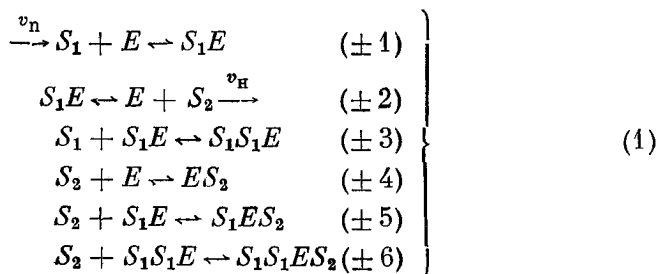 v_п → S₁ + E ↔ S₁E (± 1)
S₁E ↔ E + S₂ v_н → (± 2)
S₁ + S₁E ↔ S₁S₁E (± 3)
S₂ + E ↔ ES₂ (± 4)
S₂ + S₁E ↔ S₁ES₂ (± 5)
S₂ + S₁S₁E ↔ S₁S₁ES₂ (± 6)
(1)